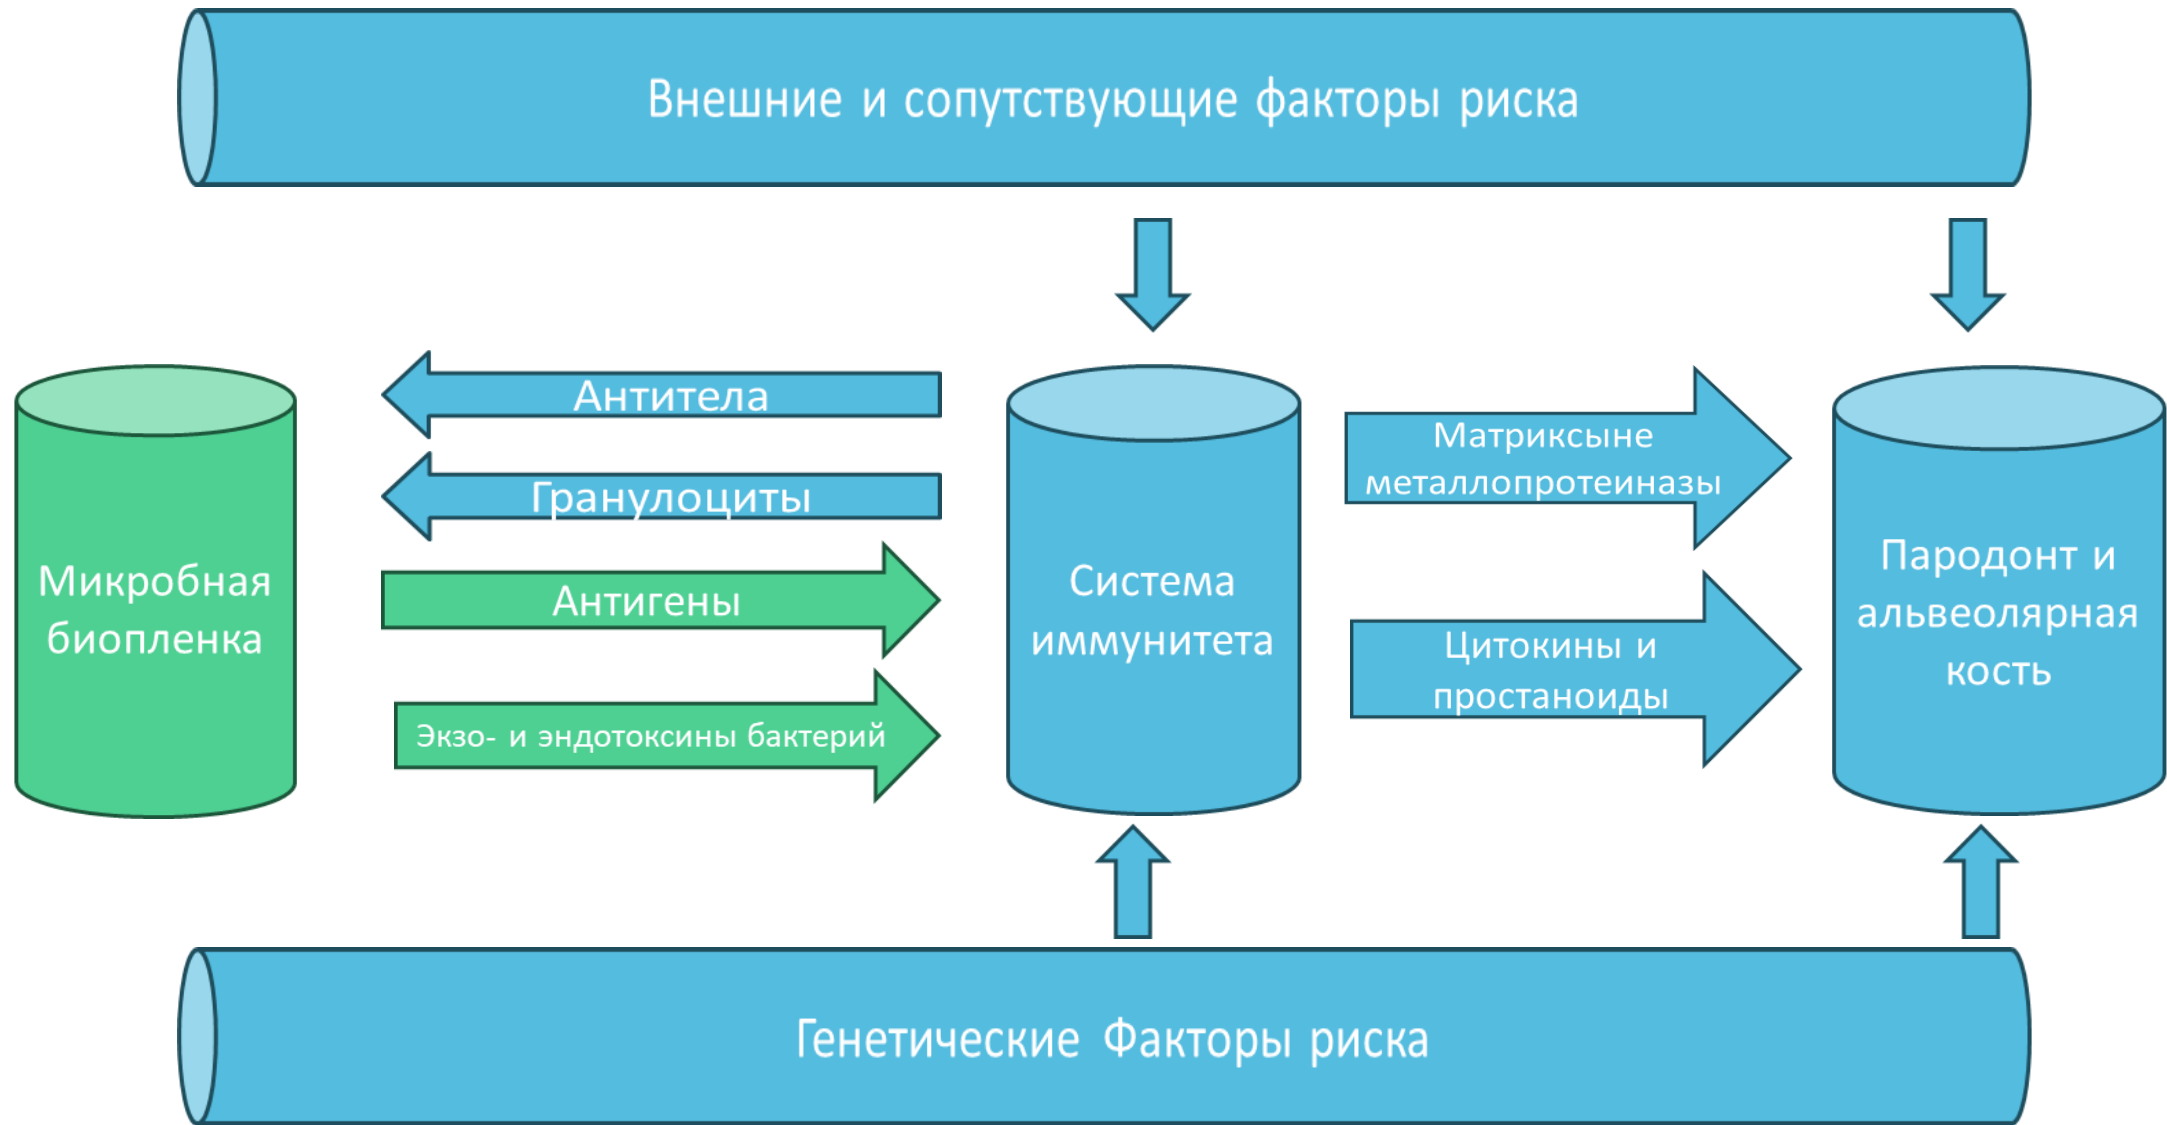 Внешние и сопутствующие факторы риска
Антитела
Гранулоциты
Антигены
Экзо- и эндотоксины бактерий
Микробная
биопленка
Система
иммунитета
Матриксыне
металлопротеиназы
Цитокины и
простаноиды
Пародонт и
альвеолярная
кость
Генетические Факторы риска